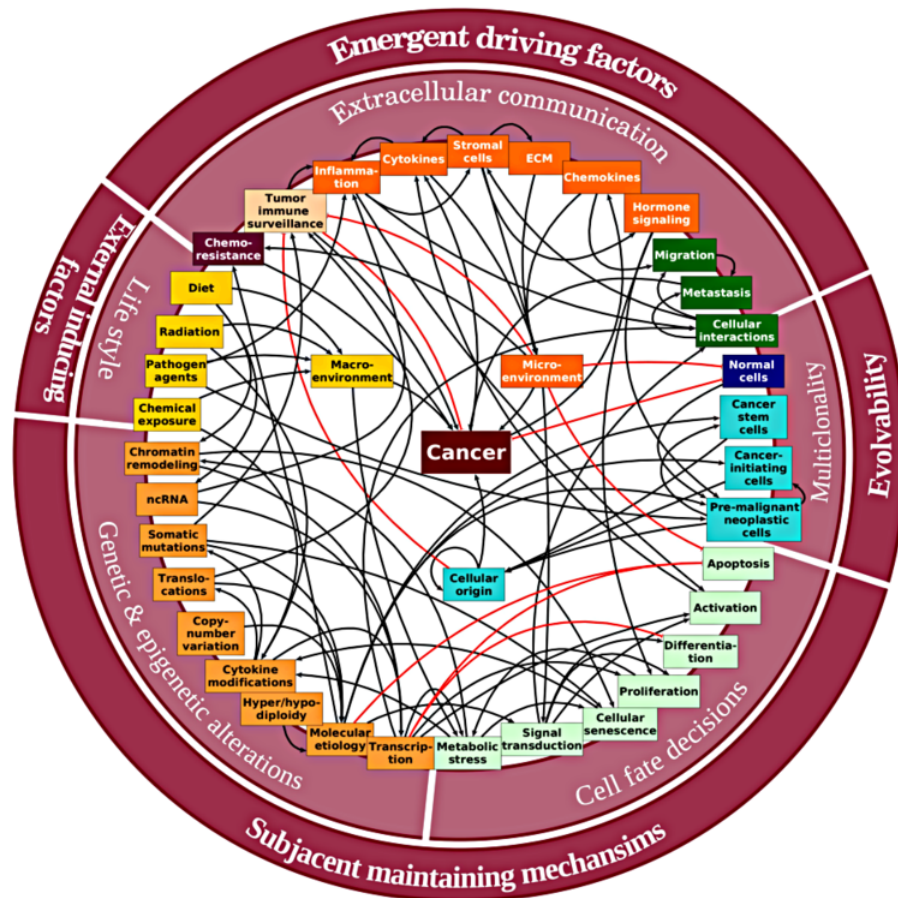 Emergent driving factors
Extracellular communication
External inducing
factors
Life style
Evolvability
Multiclonality
Genetic & epigenetic alterations
Cell fate decisions
Subjacent maintaining mechansims
Stromal
cells
Cytokines
ECM
Inflamma-
tion
Chemokines
Tumor
immune
surveillance
Hormone
signaling
Chemo-
resistance
Migration
Diet
Metastasis
Radiation
Cellular
interactions
Pathogen
agents
Macro-
environment
Micro-
environment
Normal
cells
Chemical
exposure
Cancer
stem
cells
Cancer
Chromatin
remodeling
Cancer-
initiating
cells
ncRNA
Pre-malignant
neoplastic
cells
Somatic
mutations
Apoptosis
Translo-
cations
Cellular
origin
Activation
Copy-
number
variation
Differentia-
tion
Cytokine
modifications
Proliferation
Hyper/hypo-
diploidy
Cellular
senescence
Molecular
etiology
Transcrip-
tion
Metabolic
stress
Signal
transduction